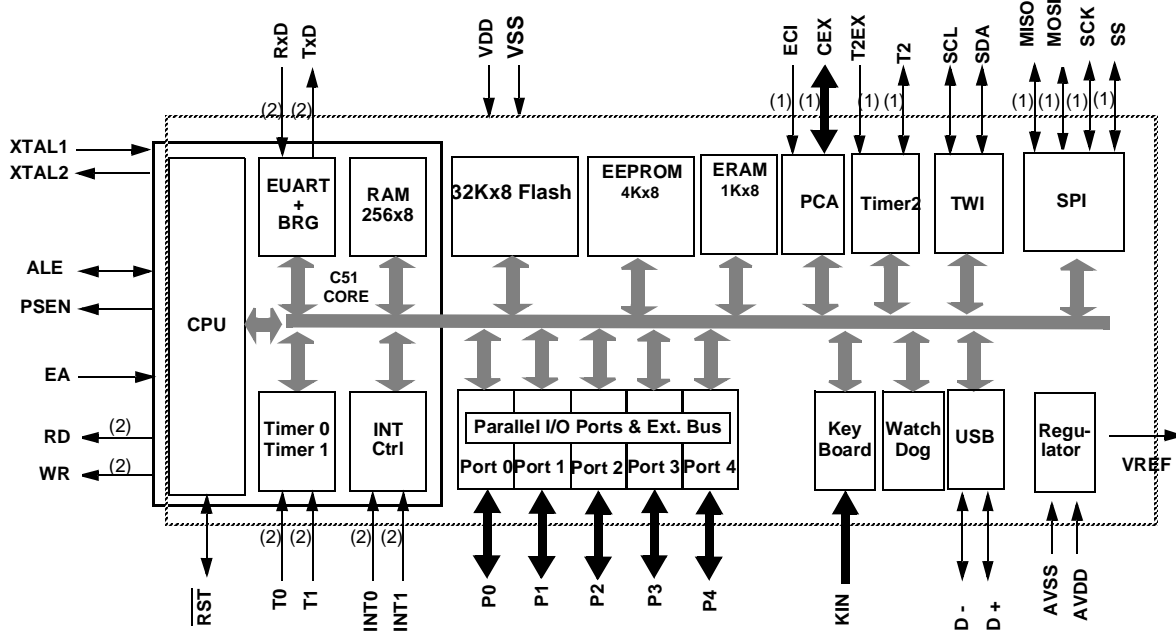 RxD
TxD
VDD
VSS
ECI
CEX
T2EX
T2
SCL
SDA
MISO
MOSI
SCK
SS
(2) (2)
(1) (1) (1) (1)
(1) (1) (1) (1)
XTAL1
XTAL2
ALE
PSEN
EA
RD
(2)
WR
(2)
CPU
EUART
+
BRG
RAM
256x8
C51
CORE
32Kx8 Flash
EEPROM
4Kx8
ERAM
1Kx8
PCA
Timer2
TWI
SPI
Timer 0
Timer 1
INT
Ctrl
Parallel I/O Ports & Ext. Bus
Port 0
Port 1
Port 2
Port 3
Port 4
Key
Board
Watch
Dog
USB
Regu-
lator
VREF
(2) (2)
(2) (2)
RST
T0
T1
INT0
INT1
P0
P1
P2
P3
P4
KIN
D -
D +
AVSS
AVDD